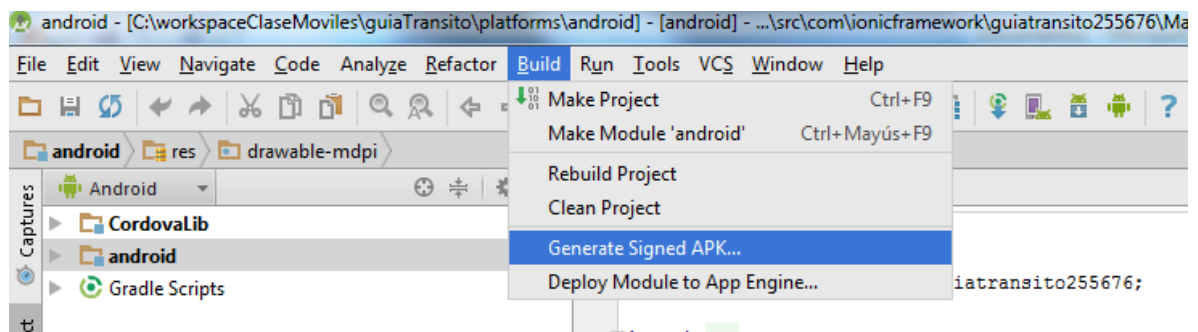 android - [C:\workspaceClaseMoviles\guiaTransito\platforms\android] - [android] - ...\src\com\ionicframework\guiatransito255676\Ma
File Edit View Navigate Code Analyze Refactor Build Run Tools VCS Window Help
Make Project Ctrl+F9
Make Module 'android' Ctrl+Mayús+F9
android res drawable-mdpi
Rebuild Project
Android
Clean Project
Captures
CordovaLib
android
Generate Signed APK...
Gradle Scripts
Deploy Module to App Engine...
iatransito255676;